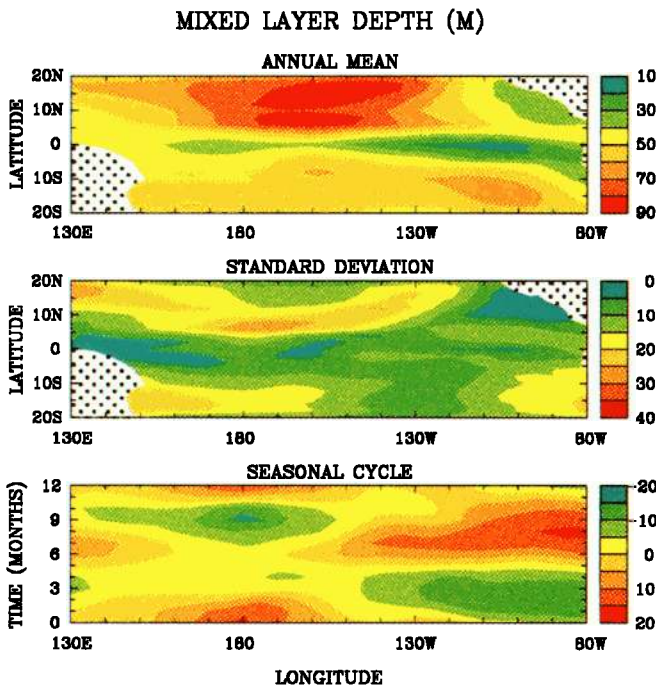 MIXED LAYER DEPTH (M)
ANNUAL MEAN
LATITUDE
20N
10N
0
10S
20S
130E 180 130W 80W
10
30
50
70
90
STANDARD DEVIATION
LATITUDE
20N
10N
0
10S
20S
130E 180 130W 80W
0
10
20
30
40
SEASONAL CYCLE
TIME (MONTHS)
12
9
6
3
0
130E 180 130W 80W
-20
-10
0
10
20
LONGITUDE